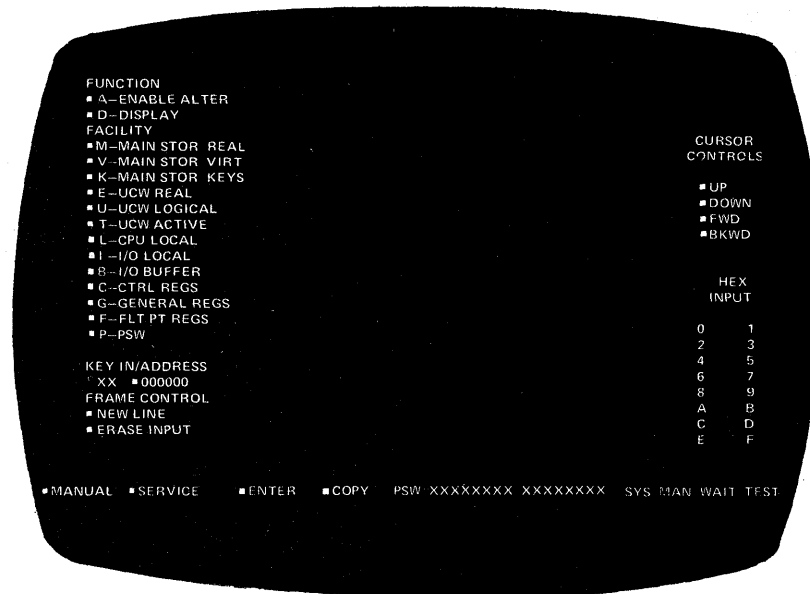 FUNCTION
▪ A–ENABLE ALTER
▪ D–DISPLAY
FACILITY
▪ M–MAIN STOR REAL
▪ V–MAIN STOR VIRT
▪ K–MAIN STOR KEYS
▪ E–UCW REAL
▪ U–UCW LOGICAL
▪ T–UCW ACTIVE
▪ L–CPU LOCAL
▪ I–I/O LOCAL
▪ B–I/O BUFFER
▪ C–CTRL REGS
▪ G–GENERAL REGS
▪ F–FLT PT REGS
▪ P–PSW
KEY IN/ADDRESS
XX ▪ 000000
FRAME CONTROL
▪ NEW LINE
▪ ERASE INPUT
CURSOR
CONTROLS
▪ UP
▪ DOWN
▪ FWD
▪ BKWD
HEX
INPUT
0 1
2 3
4 5
6 7
8 9
A B
C D
E F
▪ MANUAL ▪ SERVICE ▪ ENTER ▪ COPY PSW XXXXXXXX XXXXXXXX SYS MAN WAIT TEST